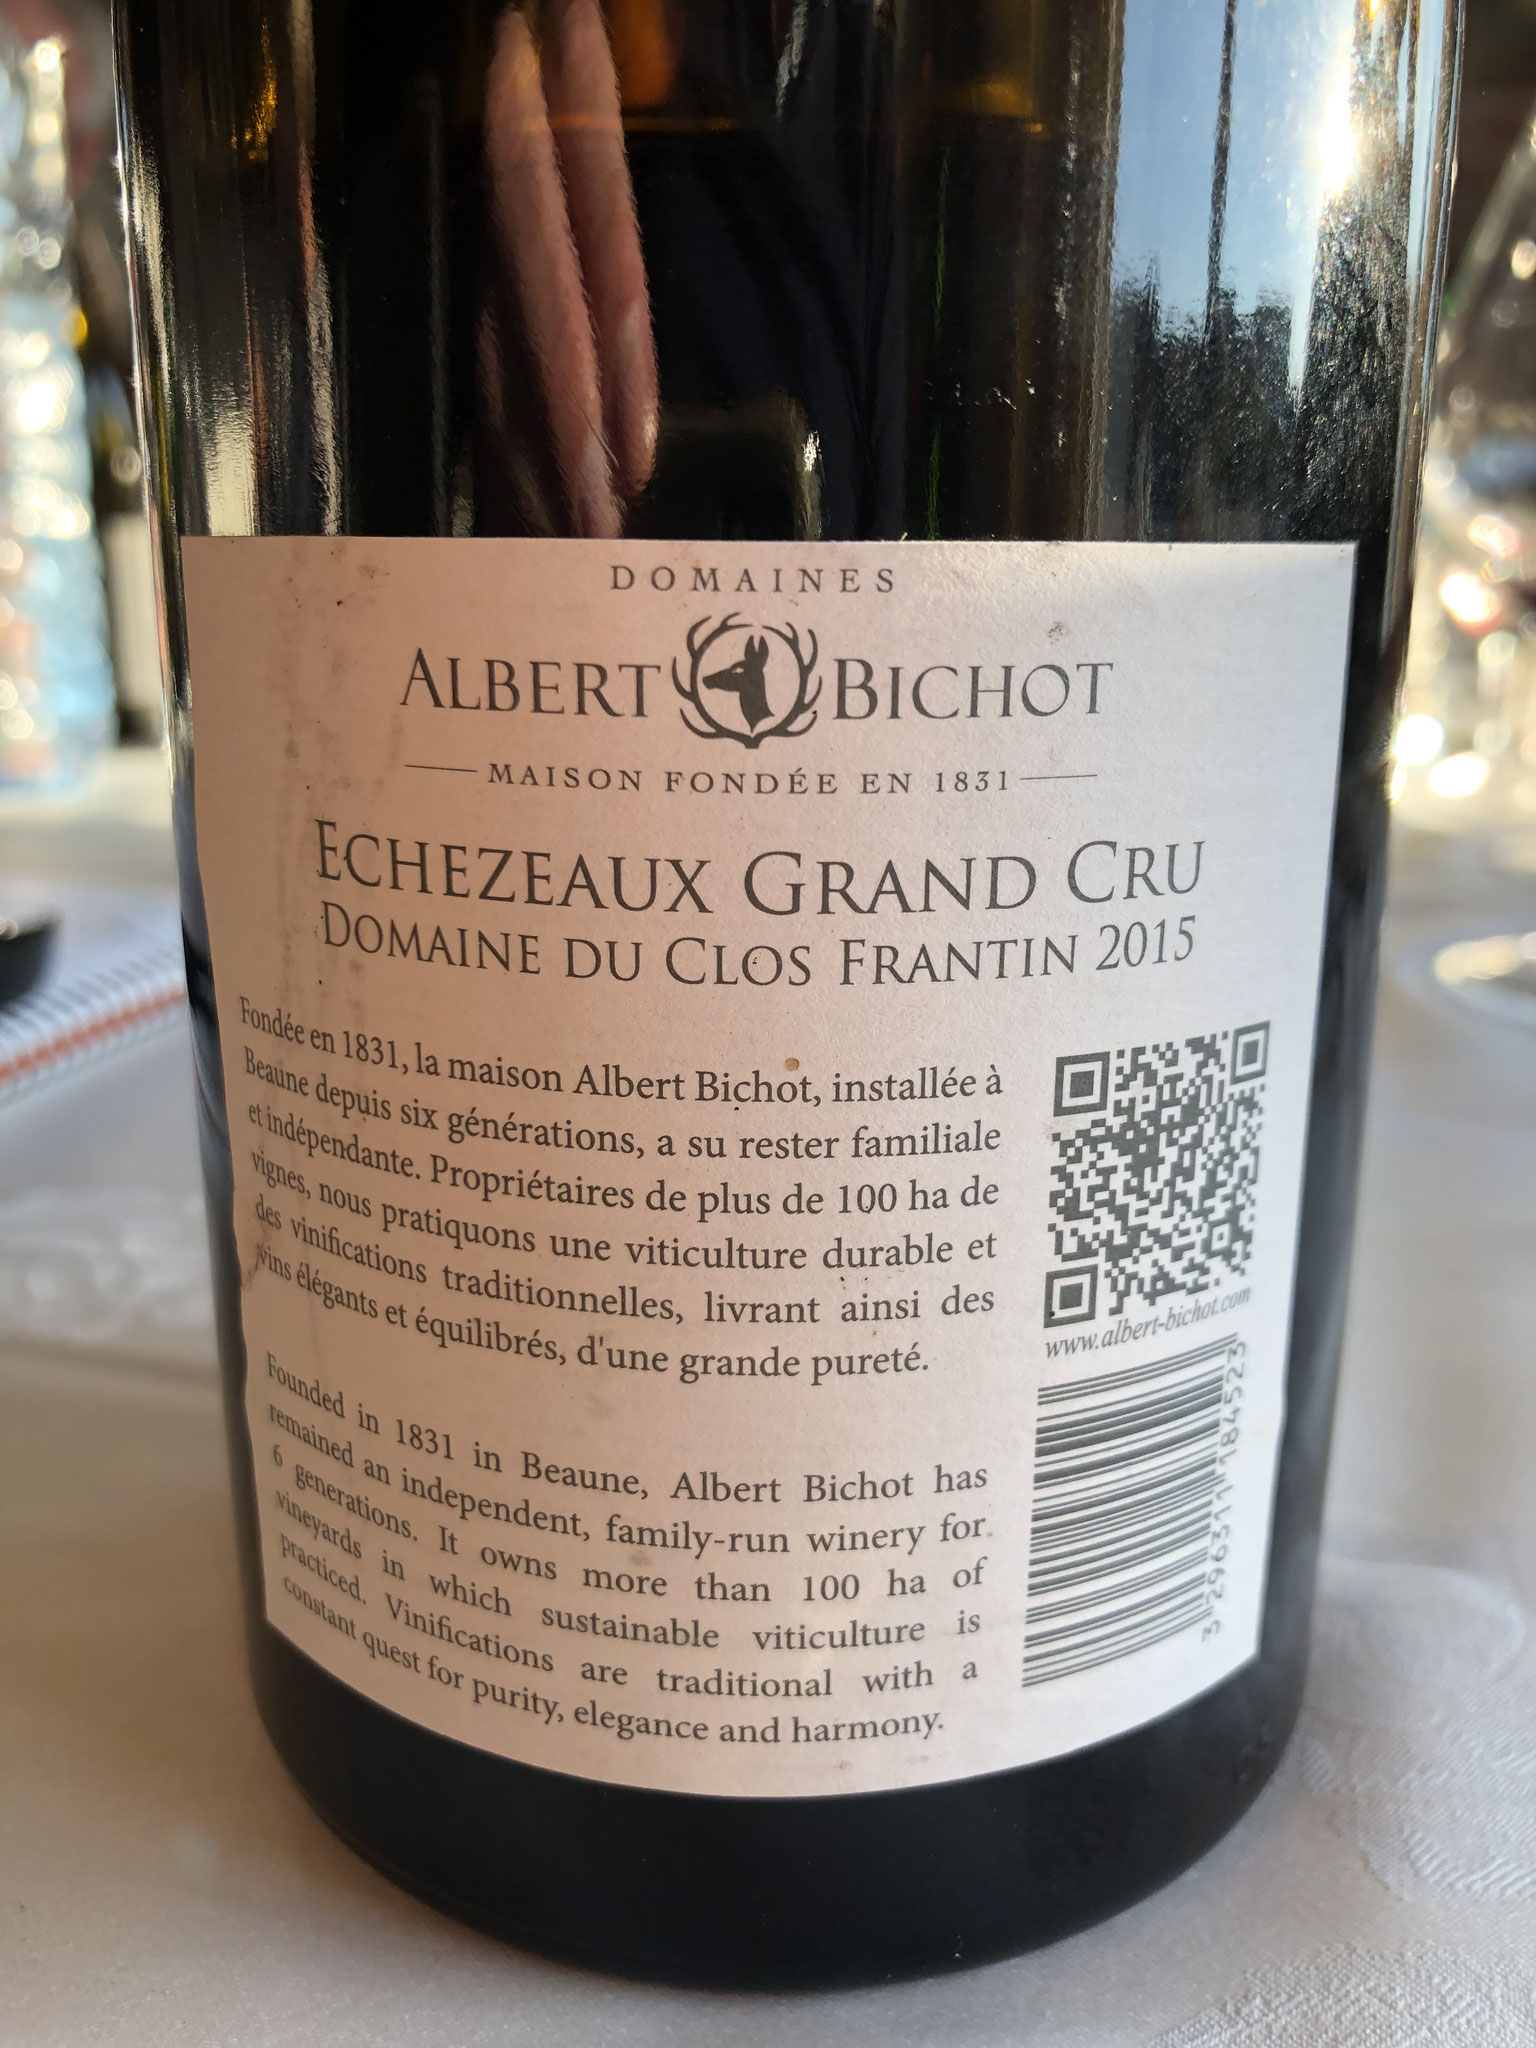 DOMAINES
ALBERT BICHOT
MAISON FONDÉE EN 1831
ECHEZEAUX GRAND CRU
DOMAINE DU CLOS FRANTIN 2015
Fondée en 1831, la maison Albert Bichot, installée à
Beaune depuis six générations, a su rester familiale
et indépendante. Propriétaires de plus de 100 ha de
vignes, nous pratiquons une viticulture durable et
des vinifications traditionnelles, livrant ainsi des
vins élégants et équilibrés, d'une grande pureté.
www.albert-bichot.com
Founded in 1831 in Beaune, Albert Bichot has
remained an independent, family-run winery for
6 generations. It owns more than 100 ha of
vineyards in which sustainable viticulture is
practiced. Vinifications are traditional with a
constant quest for purity, elegance and harmony.
3 296311 184523